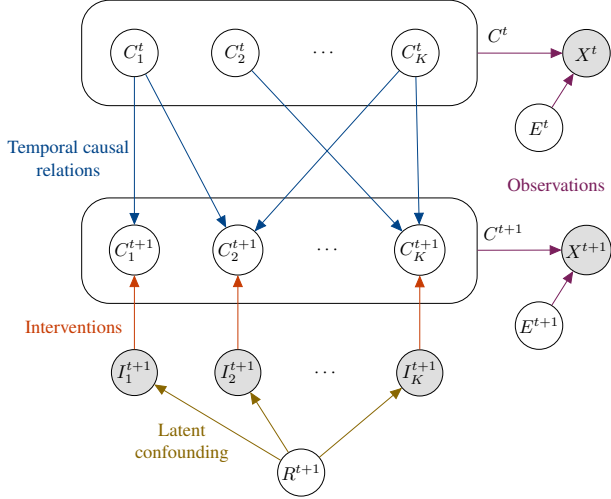 C_1^t C_2^t ⋯ C_K^t C^t X^t
E^t
Temporal causal
relations
Observations
C_1^{t+1} C_2^{t+1} ⋯ C_K^{t+1} C^{t+1} X^{t+1}
Interventions
E^{t+1}
I_1^{t+1} I_2^{t+1} ⋯ I_K^{t+1}
Latent
confounding
R^{t+1}